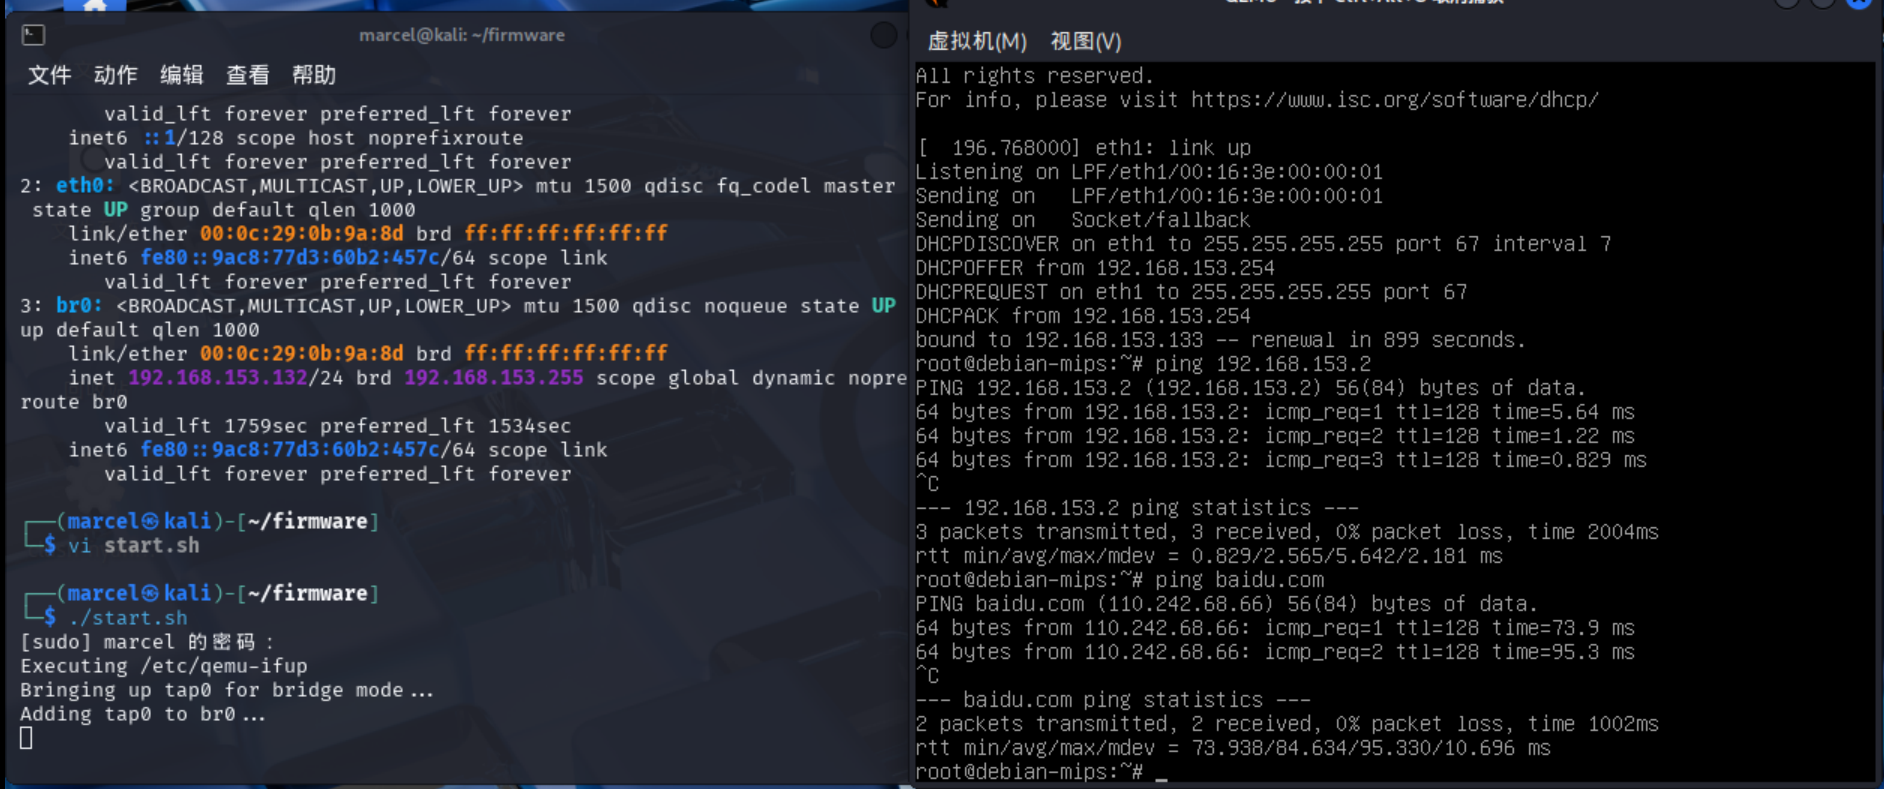 marcel@kali: ~/firmware
文件 动作 编辑 查看 帮助
valid_lft forever preferred_lft forever
inet6 ::1/128 scope host noprefixroute
valid_lft forever preferred_lft forever
2: eth0: <BROADCAST,MULTICAST,UP,LOWER_UP> mtu 1500 qdisc fq_codel master
state UP group default qlen 1000
link/ether 00:0c:29:0b:9a:8d brd ff:ff:ff:ff:ff:ff
inet6 fe80::9ac8:77d3:60b2:457c/64 scope link
valid_lft forever preferred_lft forever
3: br0: <BROADCAST,MULTICAST,UP,LOWER_UP> mtu 1500 qdisc noqueue state UP
up default qlen 1000
link/ether 00:0c:29:0b:9a:8d brd ff:ff:ff:ff:ff:ff
inet 192.168.153.132/24 brd 192.168.153.255 scope global dynamic nopre
route br0
valid_lft 1759sec preferred_lft 1534sec
inet6 fe80::9ac8:77d3:60b2:457c/64 scope link
valid_lft forever preferred_lft forever
┌──(marcel㉿kali)-[~/firmware]
└─$ vi start.sh
┌──(marcel㉿kali)-[~/firmware]
└─$ ./start.sh
[sudo] marcel 的密码：
Executing /etc/qemu-ifup
Bringing up tap0 for bridge mode...
Adding tap0 to br0...
虚拟机(M) 视图(V)
All rights reserved.
For info, please visit https://www.isc.org/software/dhcp/
[  196.768000] eth1: link up
Listening on LPF/eth1/00:16:3e:00:00:01
Sending on   LPF/eth1/00:16:3e:00:00:01
Sending on   Socket/fallback
DHCPDISCOVER on eth1 to 255.255.255.255 port 67 interval 7
DHCPOFFER from 192.168.153.254
DHCPREQUEST on eth1 to 255.255.255.255 port 67
DHCPACK from 192.168.153.254
bound to 192.168.153.133 -- renewal in 899 seconds.
root@debian-mips:~# ping 192.168.153.2
PING 192.168.153.2 (192.168.153.2) 56(84) bytes of data.
64 bytes from 192.168.153.2: icmp_req=1 ttl=128 time=5.64 ms
64 bytes from 192.168.153.2: icmp_req=2 ttl=128 time=1.22 ms
64 bytes from 192.168.153.2: icmp_req=3 ttl=128 time=0.829 ms
^C
--- 192.168.153.2 ping statistics ---
3 packets transmitted, 3 received, 0% packet loss, time 2004ms
rtt min/avg/max/mdev = 0.829/2.565/5.642/2.181 ms
root@debian-mips:~# ping baidu.com
PING baidu.com (110.242.68.66) 56(84) bytes of data.
64 bytes from 110.242.68.66: icmp_req=1 ttl=128 time=73.9 ms
64 bytes from 110.242.68.66: icmp_req=2 ttl=128 time=95.3 ms
^C
--- baidu.com ping statistics ---
2 packets transmitted, 2 received, 0% packet loss, time 1002ms
rtt min/avg/max/mdev = 73.938/84.634/95.330/10.696 ms
root@debian-mips:~# _